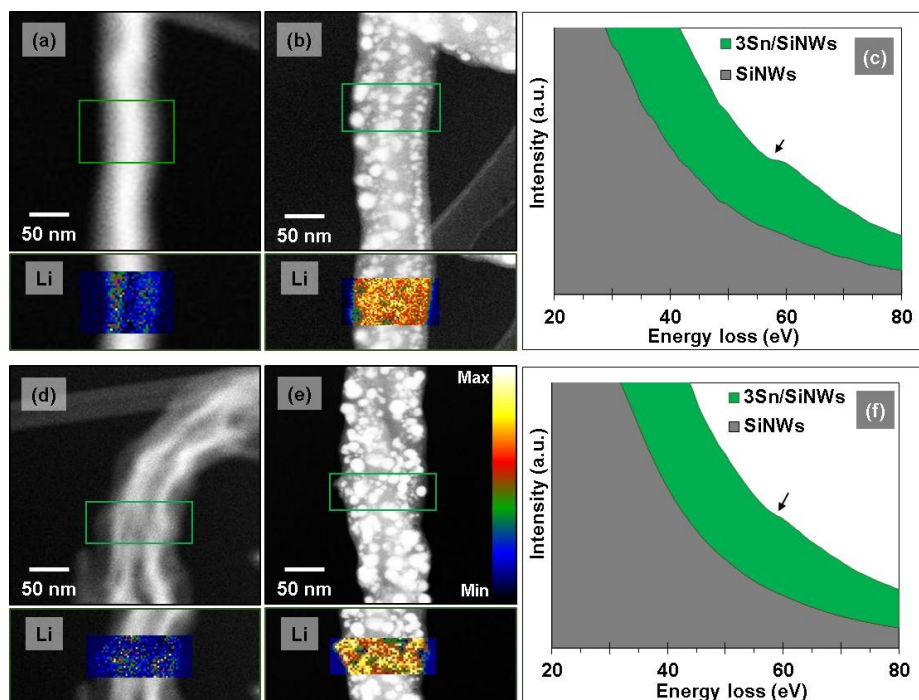 (a)
50 nm
Li
(b)
50 nm
Li
(c)
3Sn/SiNWs
SiNWs
Intensity (a.u.)
20 40 60 80
Energy loss (eV)
(d)
50 nm
Li
(e)
Max
Min
50 nm
Li
(f)
3Sn/SiNWs
SiNWs
Intensity (a.u.)
20 40 60 80
Energy loss (eV)